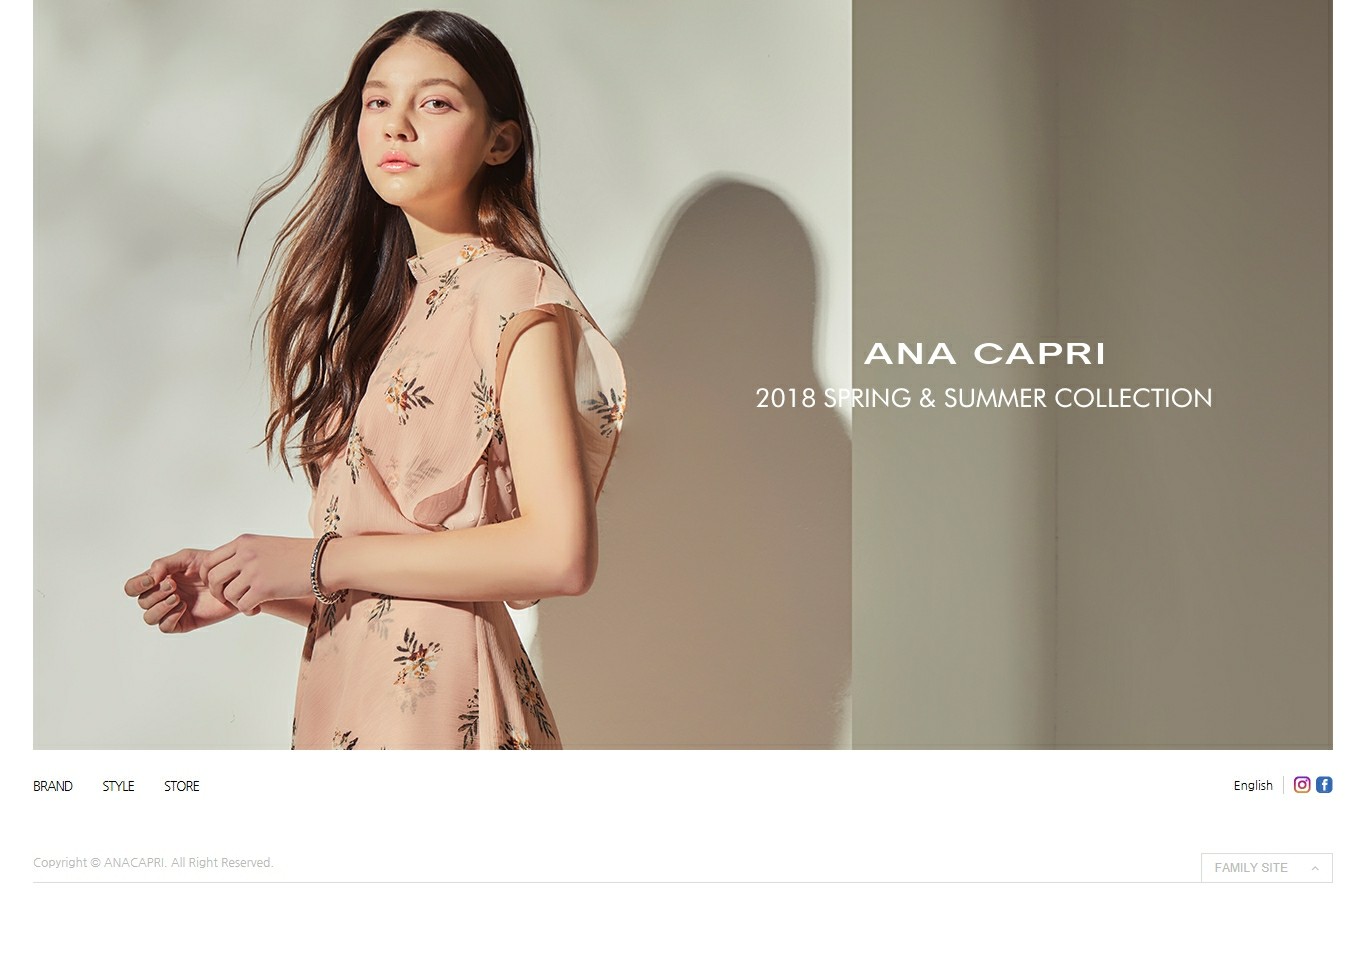 ANA CAPRI
2018 SPRING & SUMMER COLLECTION
BRAND STYLE STORE English
Copyright © ANACAPRI. All Right Reserved. FAMILY SITE